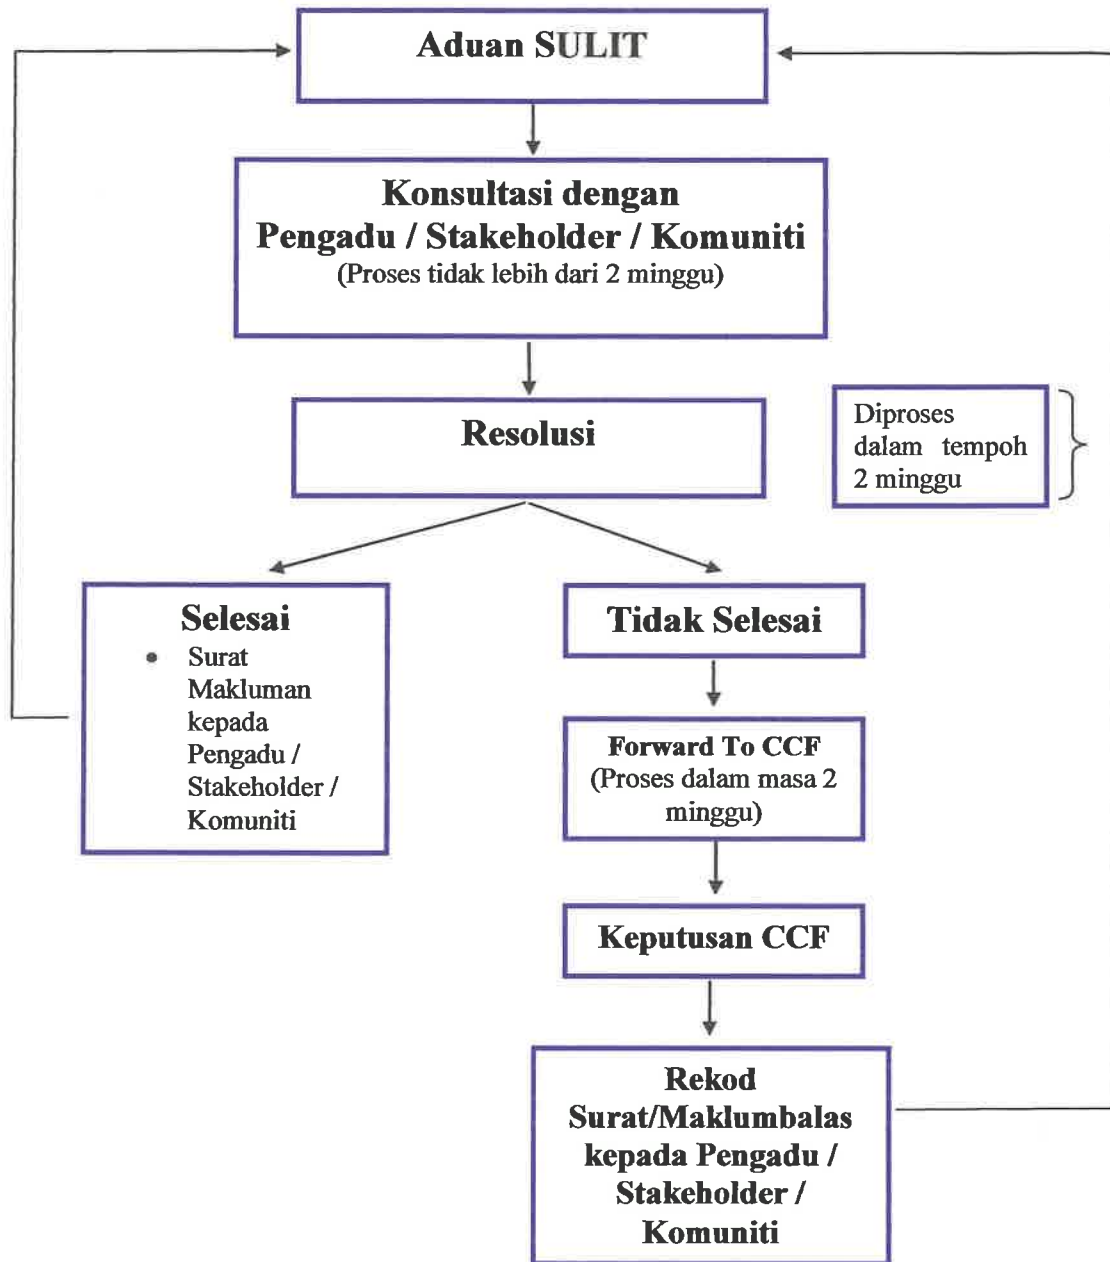 Aduan SULIT
Konsultasi dengan
Pengadu / Stakeholder / Komuniti
(Proses tidak lebih dari 2 minggu)
Resolusi
Diproses
dalam tempoh
2 minggu
Selesai
• Surat
Makluman
kepada
Pengadu /
Stakeholder /
Komuniti
Tidak Selesai
Forward To CCF
(Proses dalam masa 2
minggu)
Keputusan CCF
Rekod
Surat/Maklumbalas
kepada Pengadu /
Stakeholder /
Komuniti